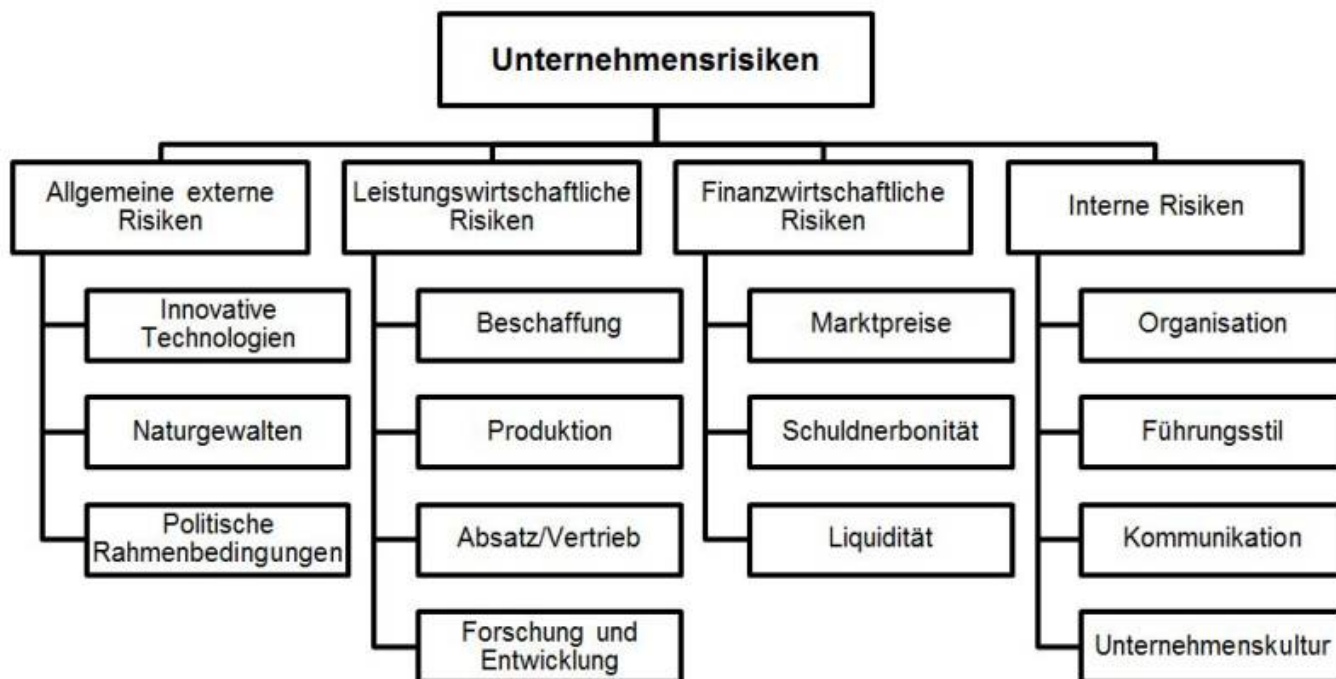 Unternehmensrisiken
Allgemeine externe
Risiken
Leistungswirtschaftliche
Risiken
Finanzwirtschaftliche
Risiken
Interne Risiken
Innovative
Technologien
Beschaffung
Marktpreise
Organisation
Naturgewalten
Produktion
Schuldnerbonität
Führungsstil
Politische
Rahmenbedingungen
Absatz/Vertrieb
Liquidität
Kommunikation
Forschung und
Entwicklung
Unternehmenskultur